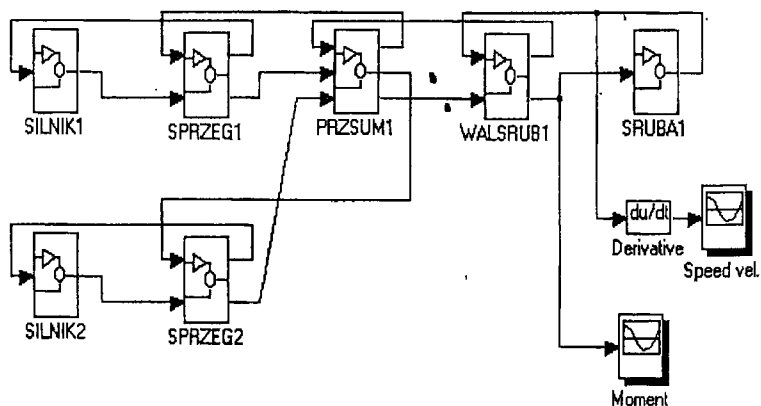 SILNIK1
SPRZEG1
PRZSUM1
WALSRUB1
SRUBA1
du/dt
Derivative
Speed vel.
SILNIK2
SPRZEG2
Moment